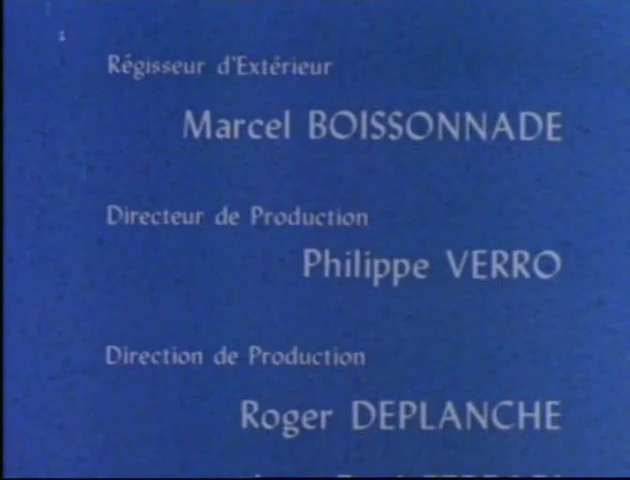 Régisseur d'Extérieur
Marcel BOISSONNADE
Directeur de Production
Philippe VERRO
Direction de Production
Roger DEPLANCHE